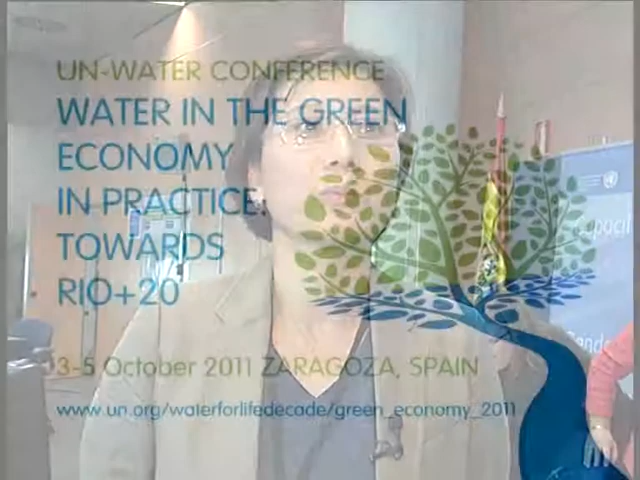 UN-WATER CONFERENCE
WATER IN THE GREEN
ECONOMY
IN PRACTICE:
TOWARDS
RIO+20
3-5 October 2011 ZARAGOZA, SPAIN
www.un.org/waterforlifedecade/green_economy_2011